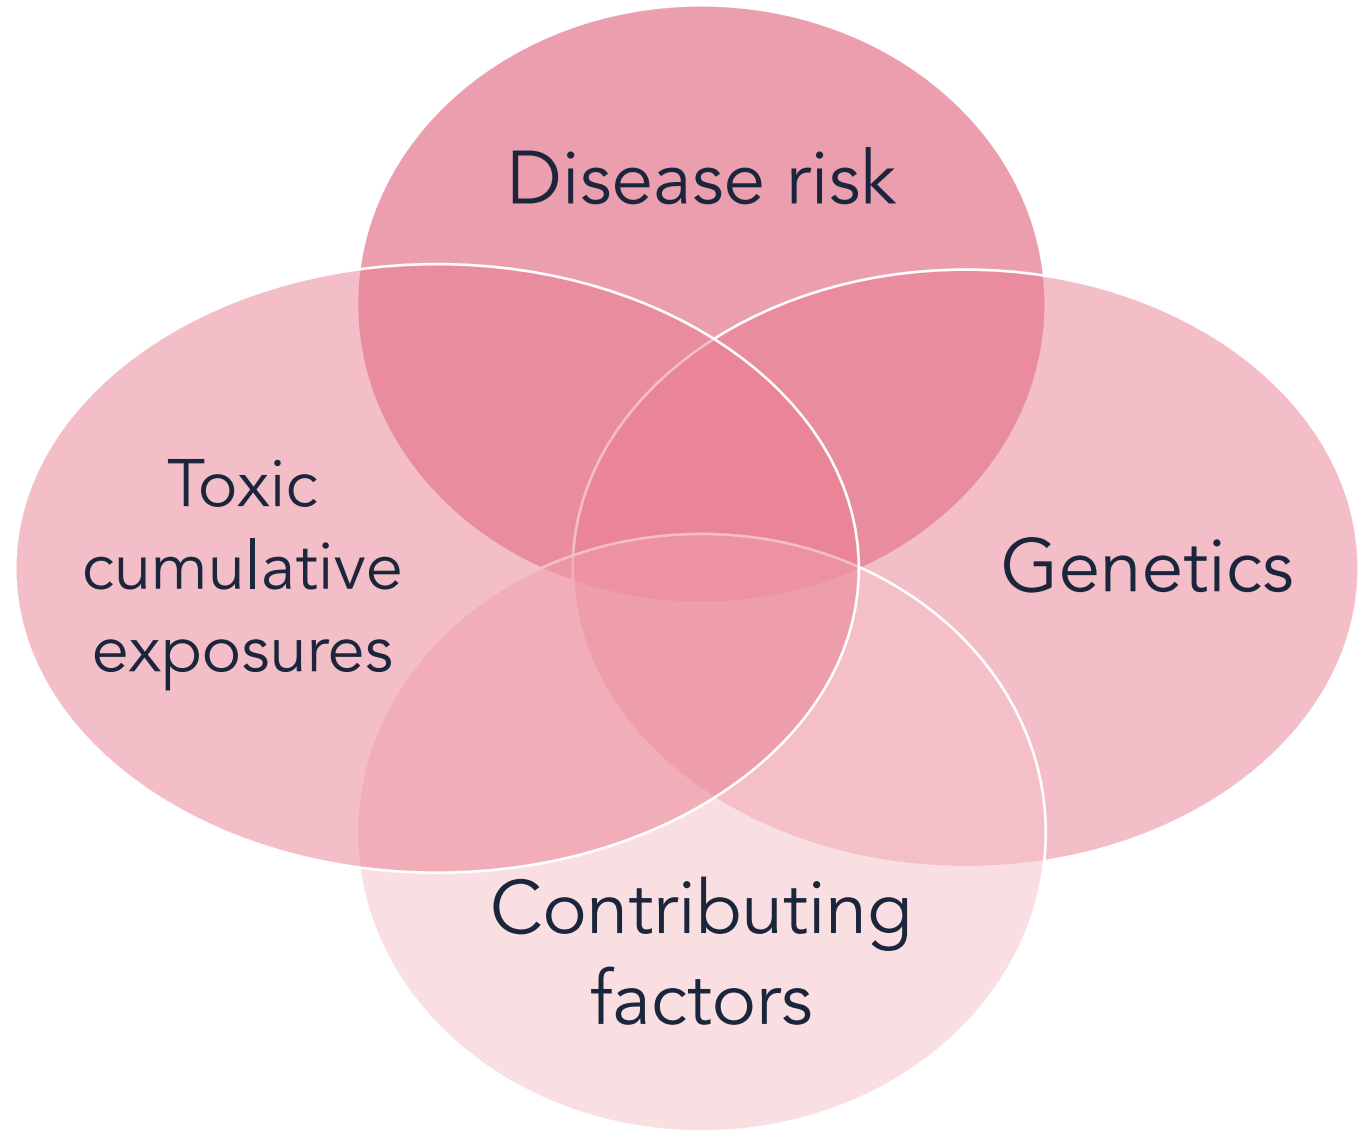 Disease risk
Toxic
cumulative
exposures
Genetics
Contributing
factors